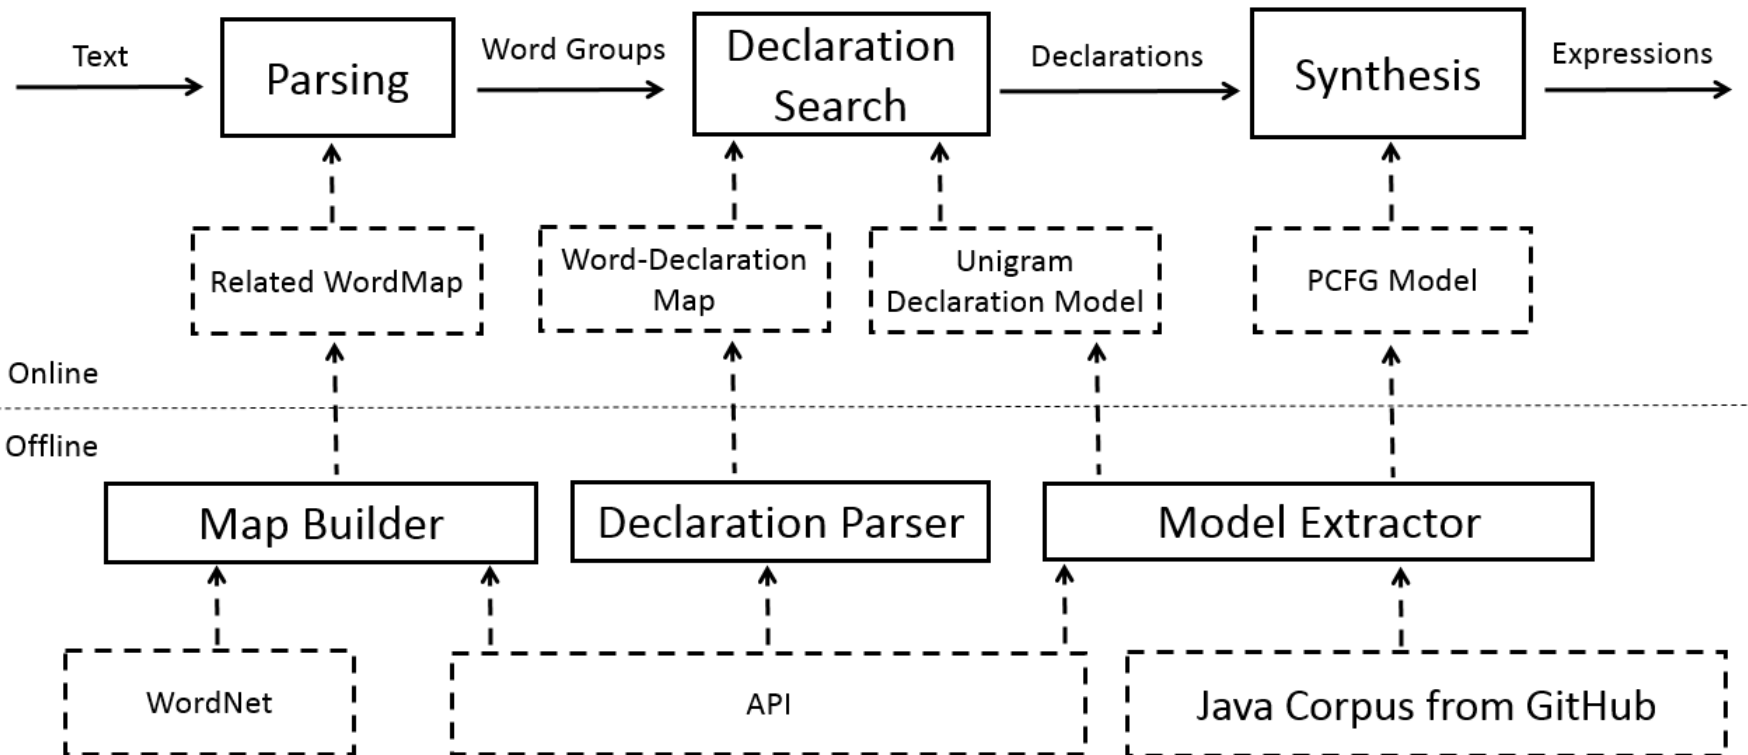 Text
Parsing
Word Groups
Declaration
Search
Declarations
Synthesis
Expressions
Related WordMap
Word-Declaration
Map
Unigram
Declaration Model
PCFG Model
Online
Offline
Map Builder
Declaration Parser
Model Extractor
WordNet
API
Java Corpus from GitHub